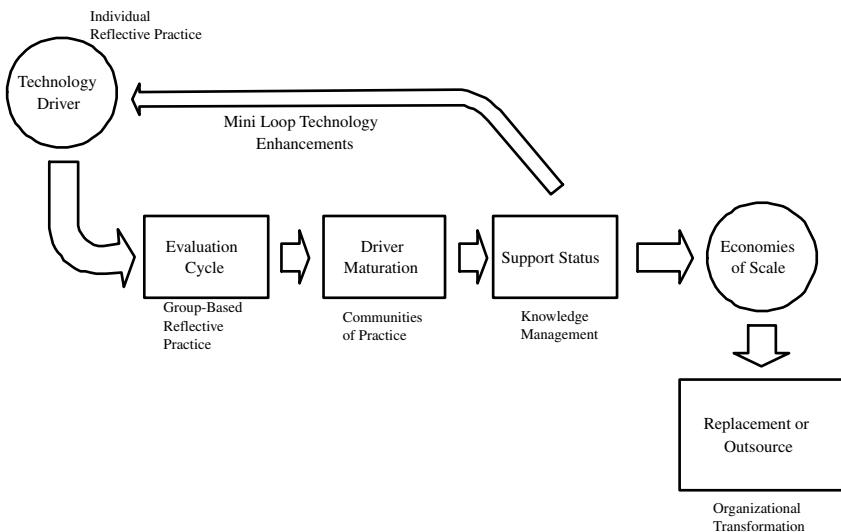 Individual
Reflective Practice
Technology
Driver
Mini Loop Technology
Enhancements
Evaluation
Cycle
Driver
Maturation
Support Status
Economies
of Scale
Group-Based
Reflective
Practice
Communities
of Practice
Knowledge
Management
Replacement or
Outsource
Organizational
Transformation